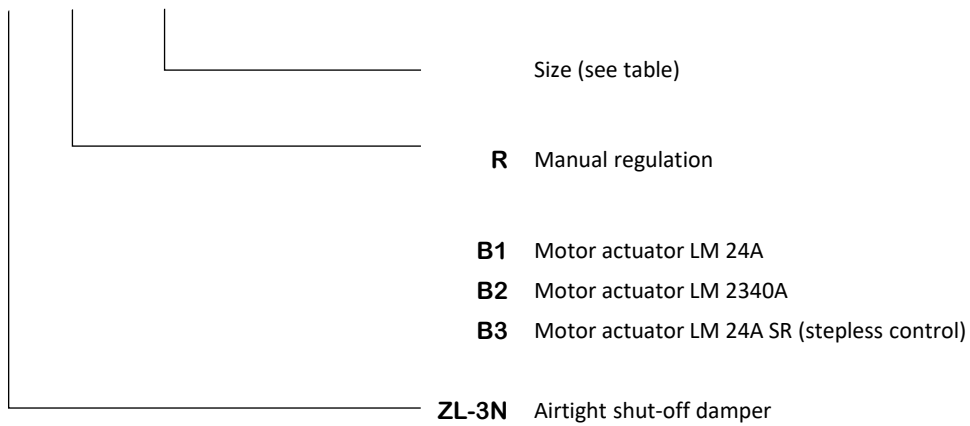 Size (see table)
R Manual regulation
B1 Motor actuator LM 24A
B2 Motor actuator LM 2340A
B3 Motor actuator LM 24A SR (stepless control)
ZL-3N Airtight shut-off damper